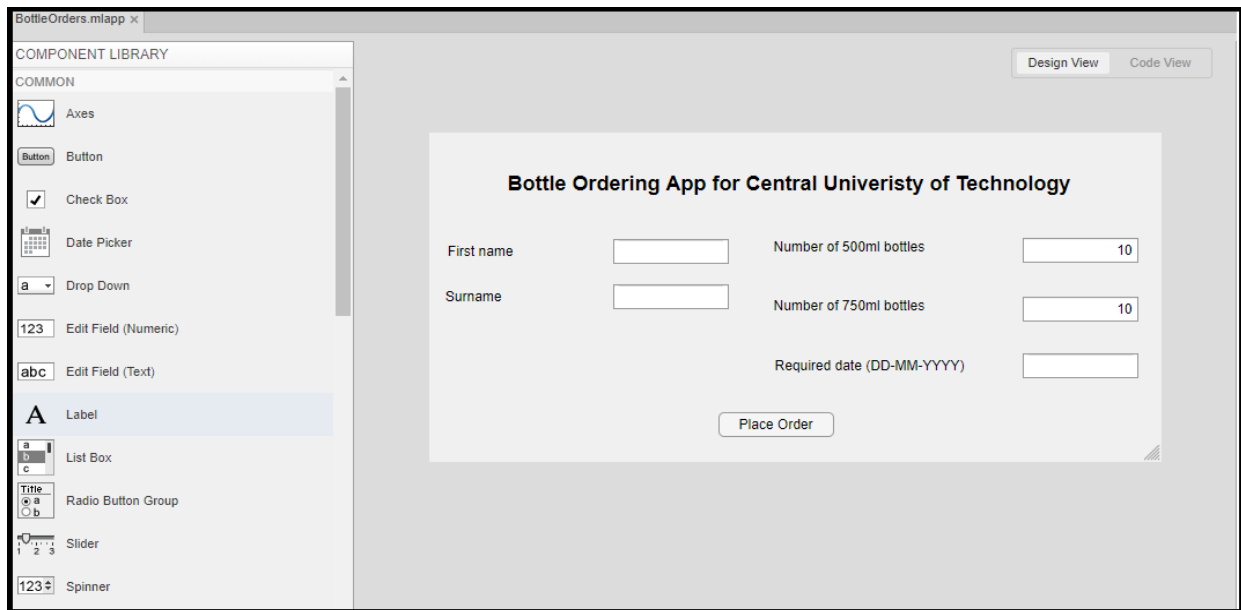 BottleOrders.mlapp ×
COMPONENT LIBRARY
COMMON
Axes
Button Button
Check Box
Date Picker
a Drop Down
123 Edit Field (Numeric)
abc Edit Field (Text)
A Label
a
b
c
List Box
Title
a
b
Radio Button Group
1 2 3
Slider
123 Spinner
Design View Code View
Bottle Ordering App for Central Univeristy of Technology
First name
Surname
Number of 500ml bottles 10
Number of 750ml bottles 10
Required date (DD-MM-YYYY)
Place Order